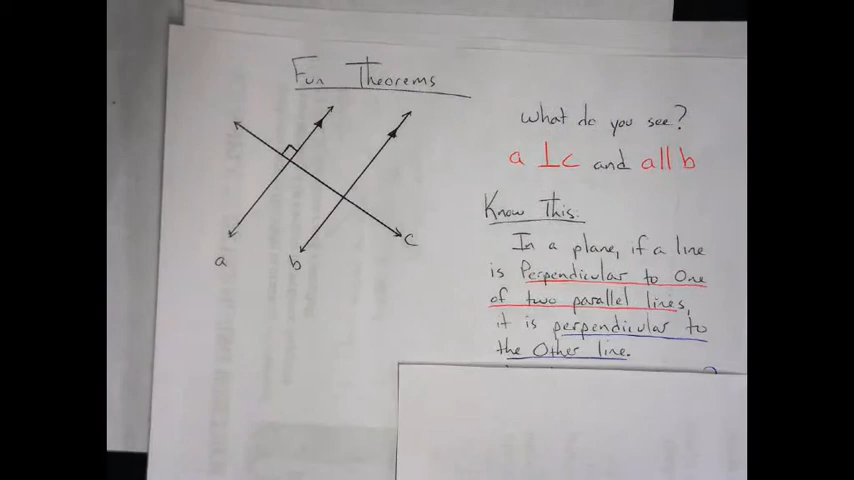 Fun Theorems
What do you see?
a ⊥ c and a || b
Know This:
In a plane, if a line
is Perpendicular to One
of two parallel lines,
it is perpendicular to
the Other line.
a
b
c